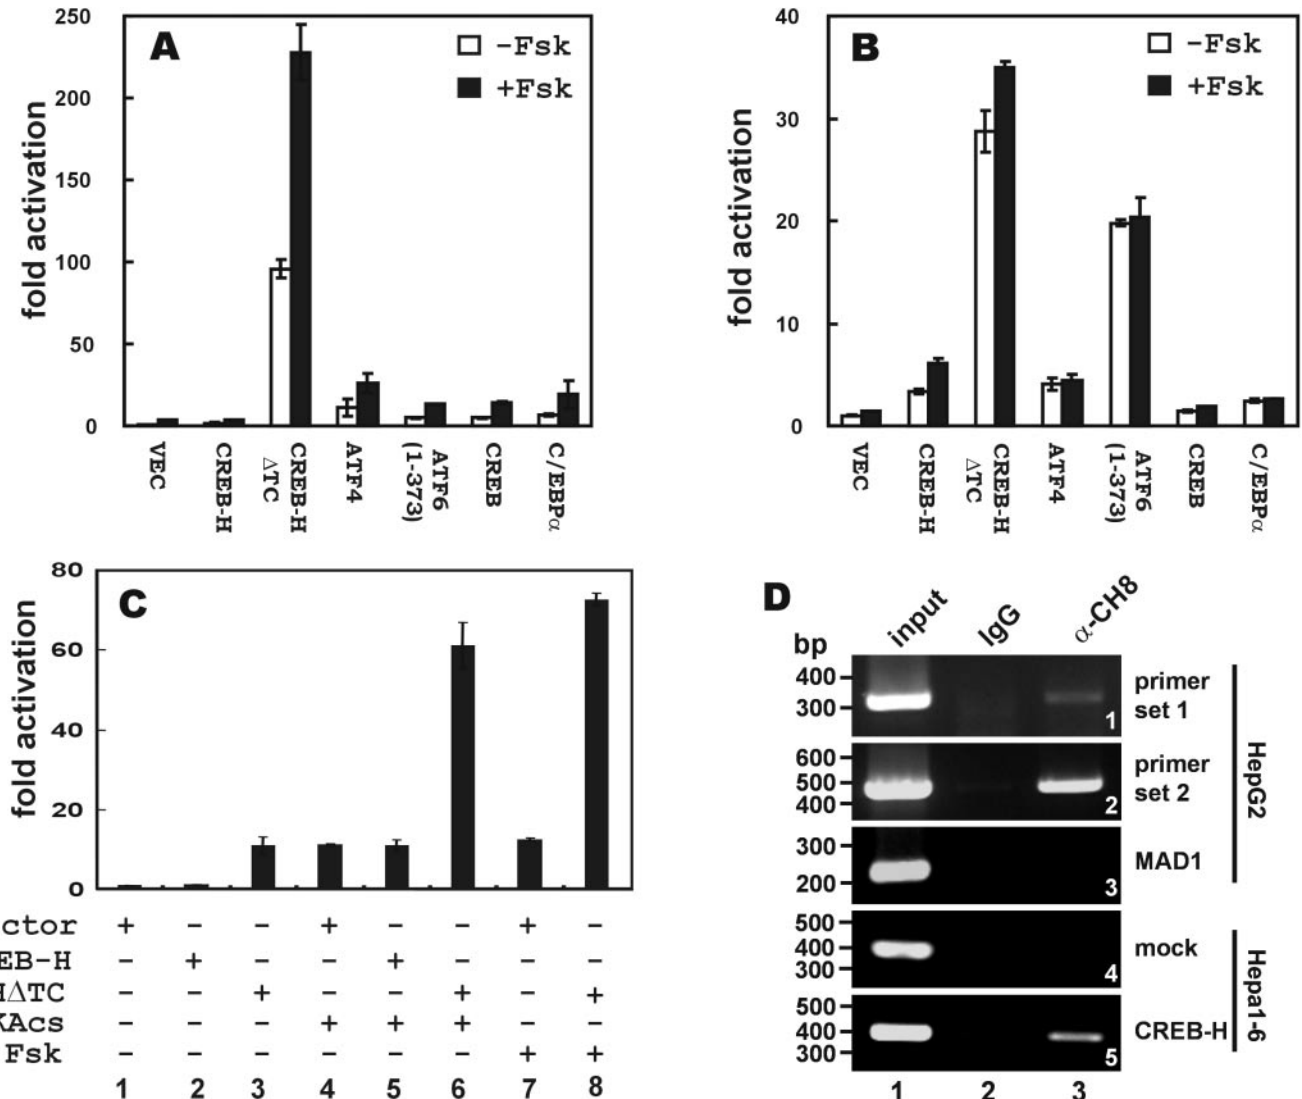 A
-Fsk
+Fsk
fold activation
250
200
150
100
50
0
VEC
CREB-H
CREB-H
ΔTC
ATF4
ATF6
(1-373)
CREB
C/EBPα
B
-Fsk
+Fsk
fold activation
40
30
20
10
0
VEC
CREB-H
CREB-H
ΔTC
ATF4
ATF6
(1-373)
CREB
C/EBPα
C
fold activation
80
60
40
20
0
ctor + - - + - - + -
EB-H - + - - + - - -
HΔTC - - + - - + - +
KAcs - - - + + + - -
Fsk - - - - - - + +
1 2 3 4 5 6 7 8
D
bp
input
IgG
α-CH8
400
300
1
primer
set 1
600
500
400
2
primer
set 2
300
200
3
MAD1
HepG2
500
400
300
4
mock
500
400
300
5
CREB-H
Hepa1-6
1 2 3